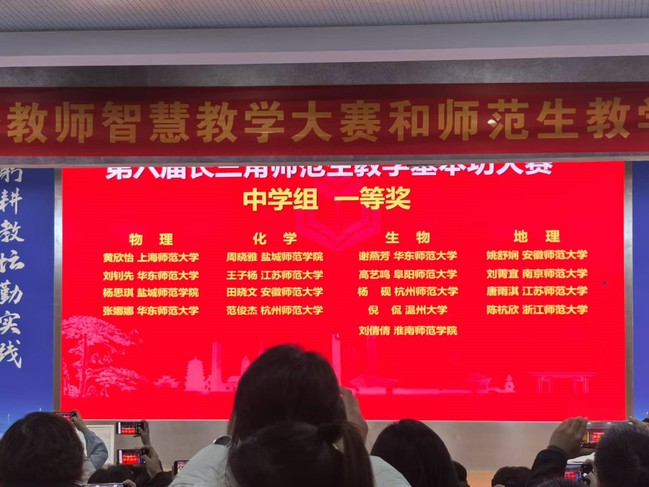 教师智慧教学大赛和师范生教学
第六届长三角师范生教学基本功大赛
中学组 一等奖
物理 化学 生物 地理
黄欣怡 上海师范大学 周晓雅 盐城师范学院 谢燕芳 华东师范大学 姚舒娴 安徽师范大学
刘钊先 华东师范大学 王子杨 江苏师范大学 高艺鸣 阜阳师范大学 刘菁宜 南京师范大学
杨思琪 盐城师范学院 田晓文 安徽师范大学 杨砚 杭州师范大学 唐雨淇 江苏师范大学
张娜娜 华东师范大学 范俊杰 杭州师范大学 倪侃 温州大学 陈杭欣 浙江师范大学
刘倩倩 淮南师范学院
躬耕教坛勤实践